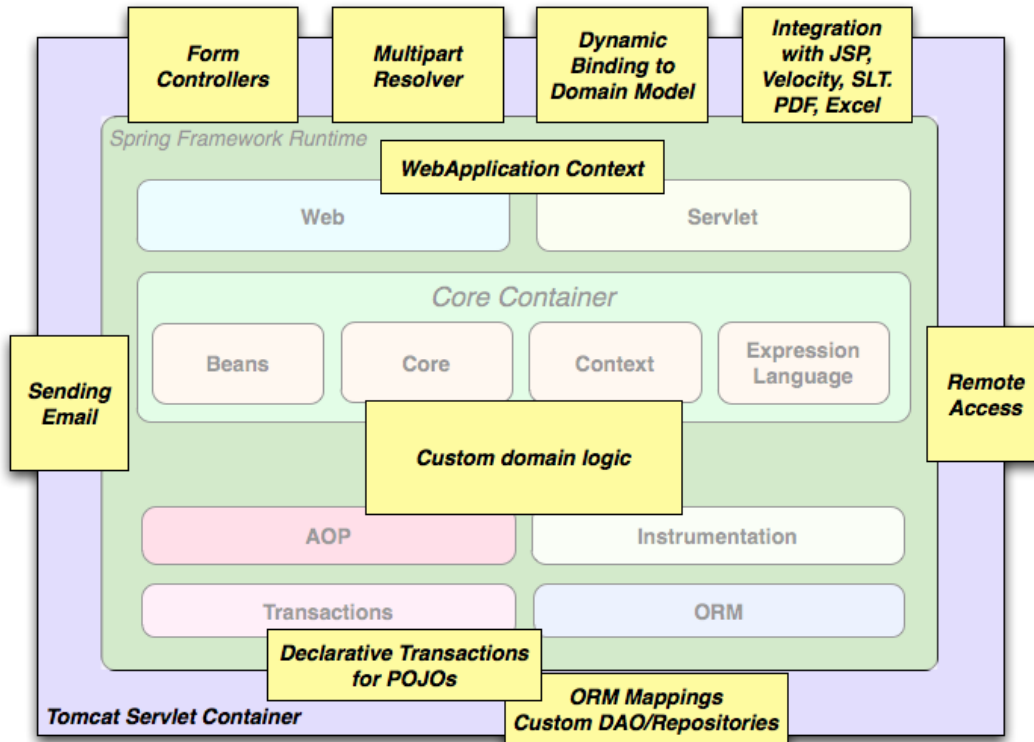 Form
Controllers
Multipart
Resolver
Dynamic
Binding to
Domain Model
Integration
with JSP,
Velocity, SLT.
PDF, Excel
Spring Framework Runtime
WebApplication Context
Web
Servlet
Core Container
Beans
Core
Context
Expression
Language
Sending
Email
Remote
Access
Custom domain logic
AOP
Instrumentation
Transactions
ORM
Declarative Transactions
for POJOs
ORM Mappings
Custom DAO/Repositories
Tomcat Servlet Container